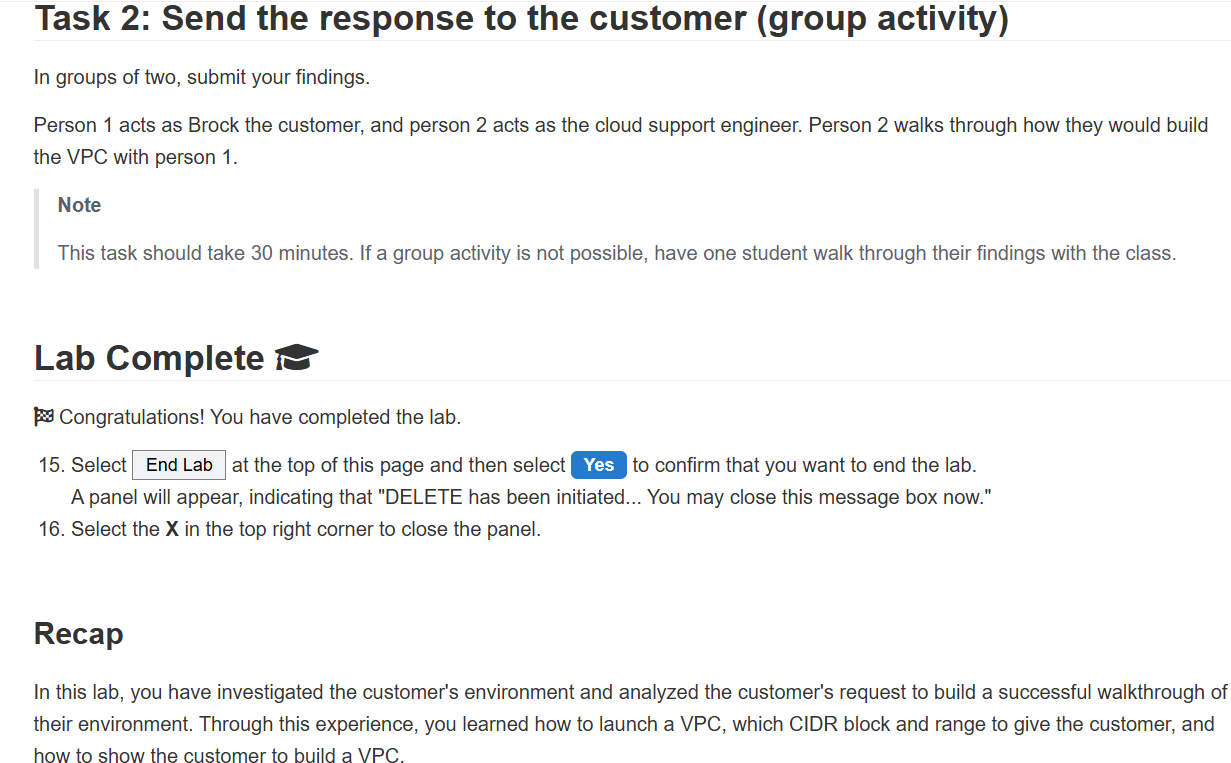 Task 2: Send the response to the customer (group activity)
In groups of two, submit your findings.
Person 1 acts as Brock the customer, and person 2 acts as the cloud support engineer. Person 2 walks through how they would build
the VPC with person 1.
Note
This task should take 30 minutes. If a group activity is not possible, have one student walk through their findings with the class.
Lab Complete
Congratulations! You have completed the lab.
15. Select End Lab at the top of this page and then select Yes to confirm that you want to end the lab.
A panel will appear, indicating that "DELETE has been initiated... You may close this message box now."
16. Select the X in the top right corner to close the panel.
Recap
In this lab, you have investigated the customer's environment and analyzed the customer's request to build a successful walkthrough of
their environment. Through this experience, you learned how to launch a VPC, which CIDR block and range to give the customer, and
how to show the customer to build a VPC.